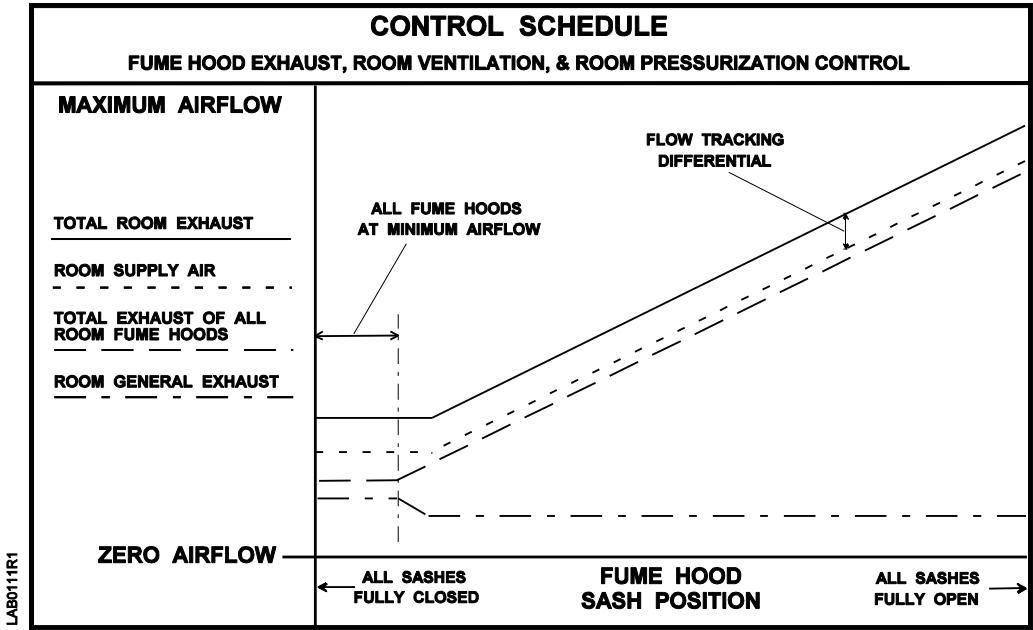 CONTROL SCHEDULE
FUME HOOD EXHAUST, ROOM VENTILATION, & ROOM PRESSURIZATION CONTROL
MAXIMUM AIRFLOW
FLOW TRACKING
DIFFERENTIAL
ALL FUME HOODS
AT MINIMUM AIRFLOW
TOTAL ROOM EXHAUST
ROOM SUPPLY AIR
TOTAL EXHAUST OF ALL
ROOM FUME HOODS
ROOM GENERAL EXHAUST
ZERO AIRFLOW
ALL SASHES
FULLY CLOSED
FUME HOOD
SASH POSITION
ALL SASHES
FULLY OPEN
LAB0111R1